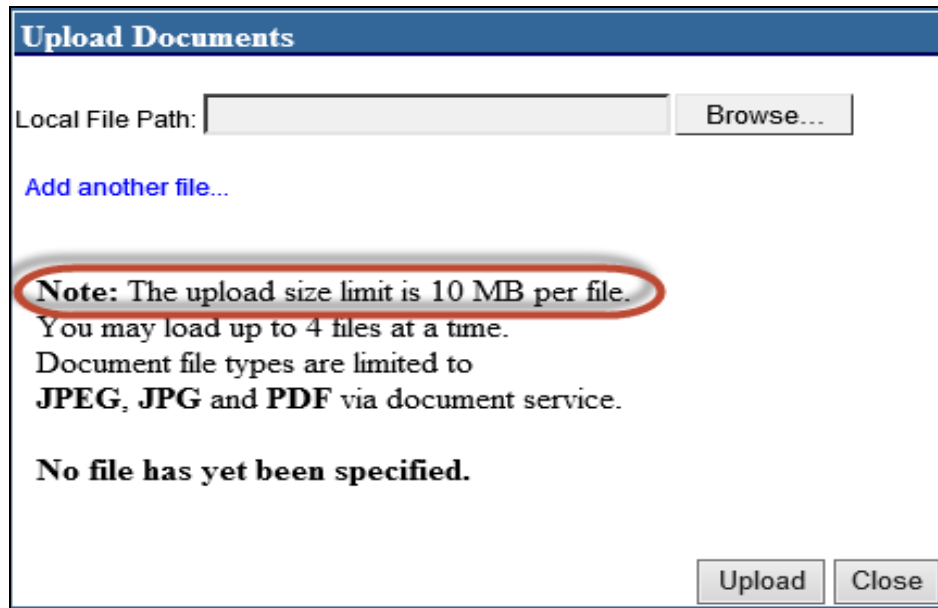 Upload Documents
Local File Path: Browse...
Add another file...
Note: The upload size limit is 10 MB per file.
You may load up to 4 files at a time.
Document file types are limited to
JPEG, JPG and PDF via document service.
No file has yet been specified.
Upload Close